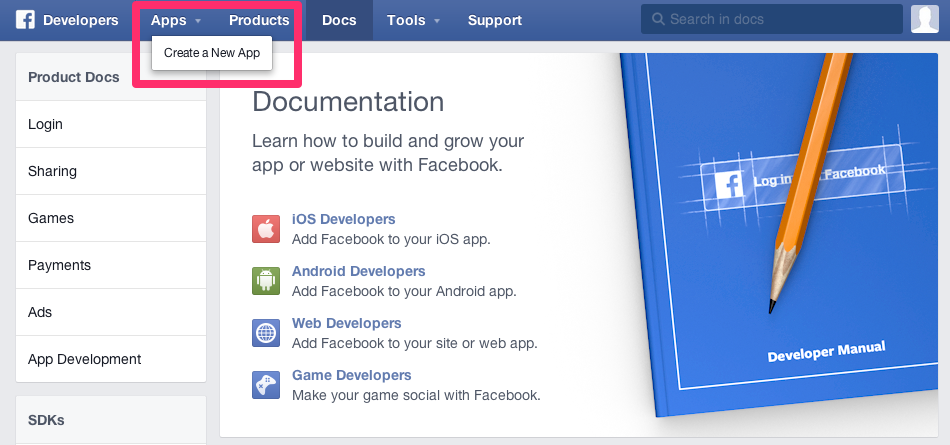 Developers Apps Products Docs Tools Support Search in docs
Create a New App
Product Docs
Login
Sharing
Games
Payments
Ads
App Development
SDKs
Documentation
Learn how to build and grow your
app or website with Facebook.
iOS Developers
Add Facebook to your iOS app.
Android Developers
Add Facebook to your Android app.
Web Developers
Add Facebook to your site or web app.
Game Developers
Make your game social with Facebook.
Log in Facebook
Developer Manual